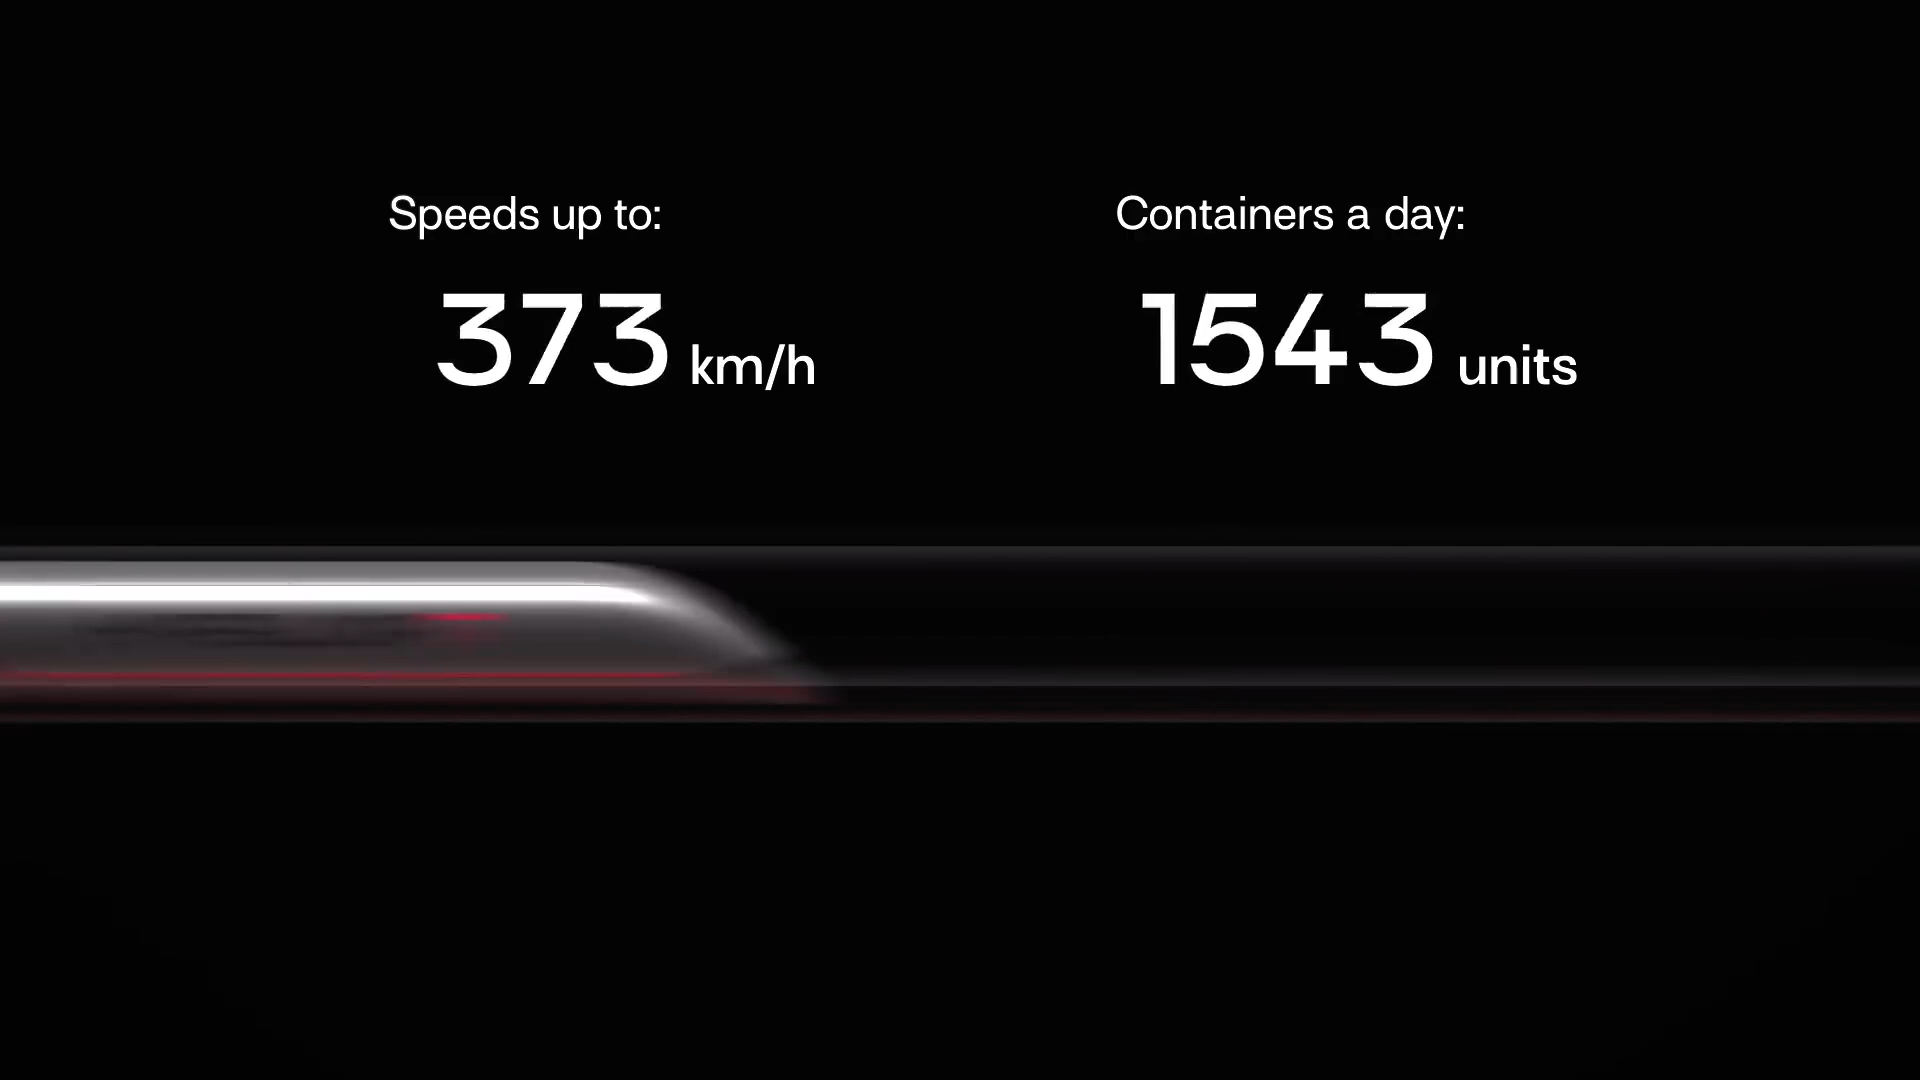 Speeds up to:
373 km/h
Containers a day:
1543 units